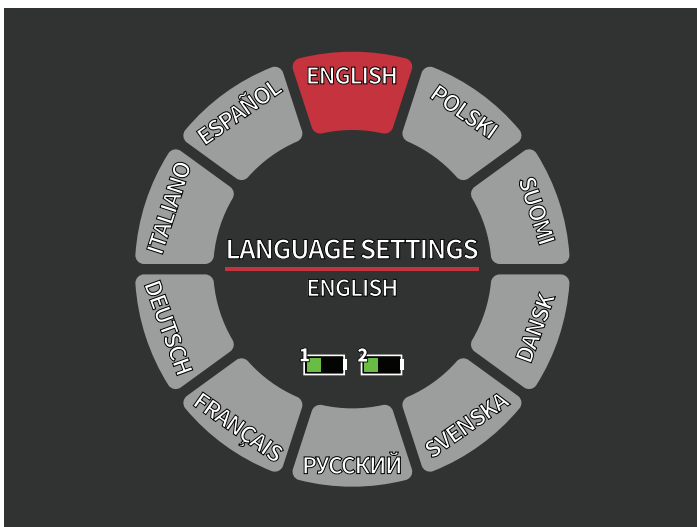 ENGLISH
POLSKI
SUOMI
DANSK
SVENSKA
РУССКИЙ
FRANÇAIS
DEUTSCH
ITALIANO
ESPAÑOL
LANGUAGE SETTINGS
ENGLISH
1 2